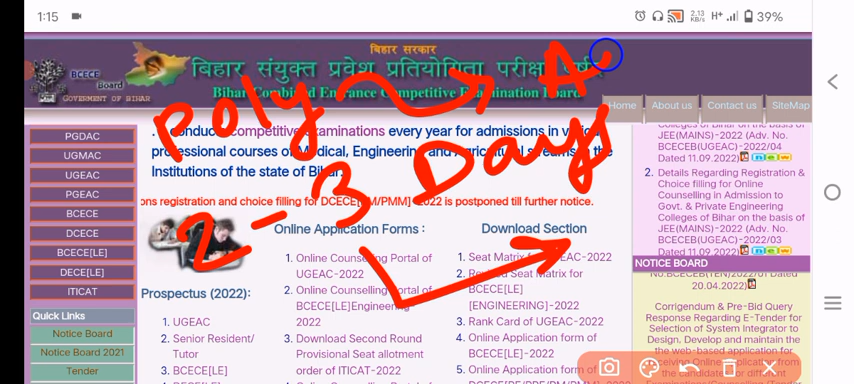 1:15
2.13 KB/s H+ 39%
बिहार सरकार
बिहार संयुक्त प्रवेश प्रतियोगिता परीक्षा पर्षद
Bihar Combined Entrance Competitive Examination Board
BCECE Board
GOVERNMENT OF BIHAR
Home About us Contact us SiteMap
Poly → A
2-3 Days
PGDAC
UGMAC
UGEAC
PGEAC
BCECE
DCECE
BCECE[LE]
DECE[LE]
ITICAT
Quick Links
Notice Board
Notice Board 2021
Tender
competitive examinations every year for admissions in
professional courses of Medical, Engineering and Agricultural streams in the
Institutions of the state of Bihar.
ons registration and choice filling for DCECE[PM/PMM]-2022 is postponed till further notice.
Prospectus (2022):
1. UGEAC
2. Senior Resident/
Tutor
3. BCECE[LE]
Online Application Forms :
1. Online Counseling Portal of
UGEAC-2022
2. Online Counselling Portal of
BCECE[LE]Engineering
2022
3. Download Second Round
Provisional Seat allotment
order of ITICAT-2022
Download Section
1. Seat Matrix for UGEAC-2022
2. Revised Seat Matrix for
BCECE[LE]
[ENGINEERING]-2022
3. Rank Card of UGEAC-2022
4. Online Application form of
BCECE[LE]-2022
5. Online Application form of
Colleges of Bihar on the basis of
JEE(MAINS)-2022 (Adv. No.
BCECEB(UGEAC)-2022/04
Dated 11.09.2022)
2. Details Regarding Registration &
Choice filling for Online
Counselling in Admission to
Govt. & Private Engineering
Colleges of Bihar on the basis of
JEE(MAINS)-2022 (Adv. No.
BCECEB(UGEAC)-2022/03
Dated 11.09.2022)
NOTICE BOARD
20.04.2022)
Corrigendum & Pre-Bid Query
Response Regarding E-Tender for
Selection of System Integrator to
Design, Develop and maintain the
the web-based application for